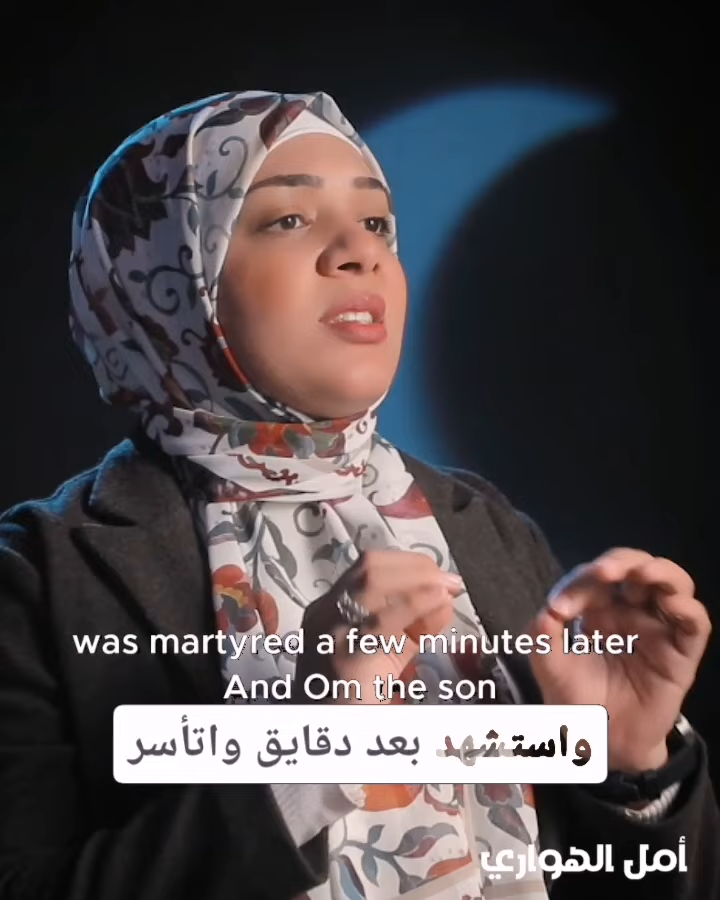 was martyred a few minutes later
And Om the son
واستشهد بعد دقايق واتأسر
أمل الهواري